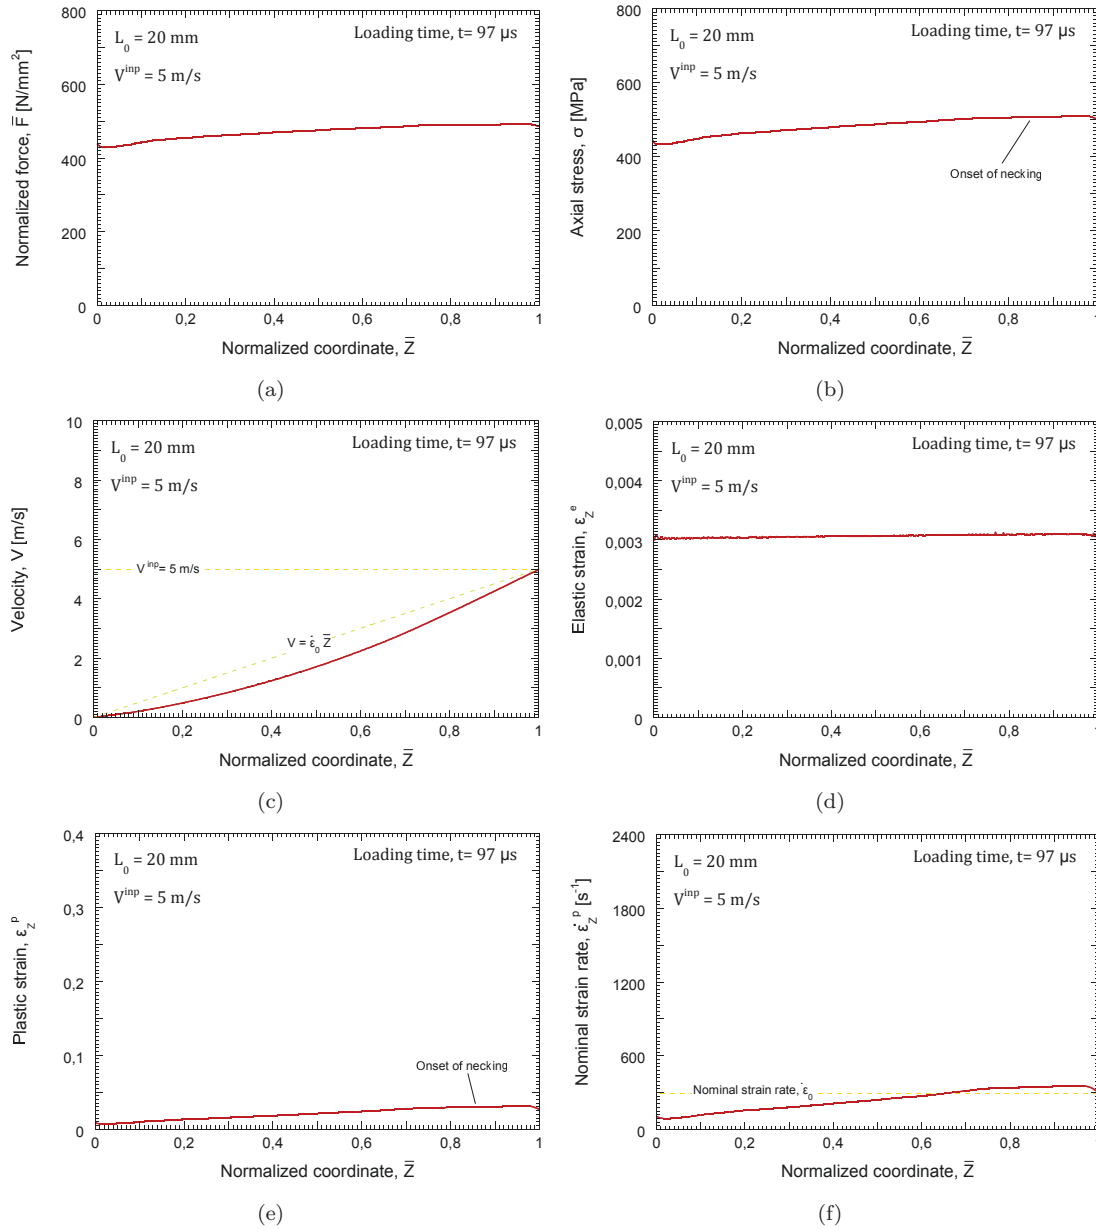 800
600
400
200
0
Normalized force, F̅ [N/mm²]
L₀ = 20 mm
Vⁱⁿᵖ = 5 m/s
Loading time, t= 97 µs
0 0,2 0,4 0,6 0,8 1
Normalized coordinate, Z̅
(a)
800
600
400
200
0
Axial stress, σ [MPa]
L₀ = 20 mm
Vⁱⁿᵖ = 5 m/s
Loading time, t= 97 µs
Onset of necking
0 0,2 0,4 0,6 0,8 1
Normalized coordinate, Z̅
(b)
10
8
6
4
2
0
Velocity, V [m/s]
L₀ = 20 mm
Vⁱⁿᵖ = 5 m/s
Loading time, t= 97 µs
Vⁱⁿᵖ= 5 m/s
V = ε̇₀ Z̅
0 0,2 0,4 0,6 0,8 1
Normalized coordinate, Z̅
(c)
0,005
0,004
0,003
0,002
0,001
0
Elastic strain, ε_Z^e
L₀ = 20 mm
Vⁱⁿᵖ = 5 m/s
Loading time, t= 97 µs
0 0,2 0,4 0,6 0,8 1
Normalized coordinate, Z̅
(d)
0,4
0,3
0,2
0,1
0
Plastic strain, ε_Z^p
L₀ = 20 mm
Vⁱⁿᵖ = 5 m/s
Loading time, t= 97 µs
Onset of necking
0 0,2 0,4 0,6 0,8 1
Normalized coordinate, Z̅
(e)
2400
1800
1200
600
0
Nominal strain rate, ε̇_Z^p [s⁻¹]
L₀ = 20 mm
Vⁱⁿᵖ = 5 m/s
Loading time, t= 97 µs
Nominal strain rate, ε̇₀
0 0,2 0,4 0,6 0,8 1
Normalized coordinate, Z̅
(f)